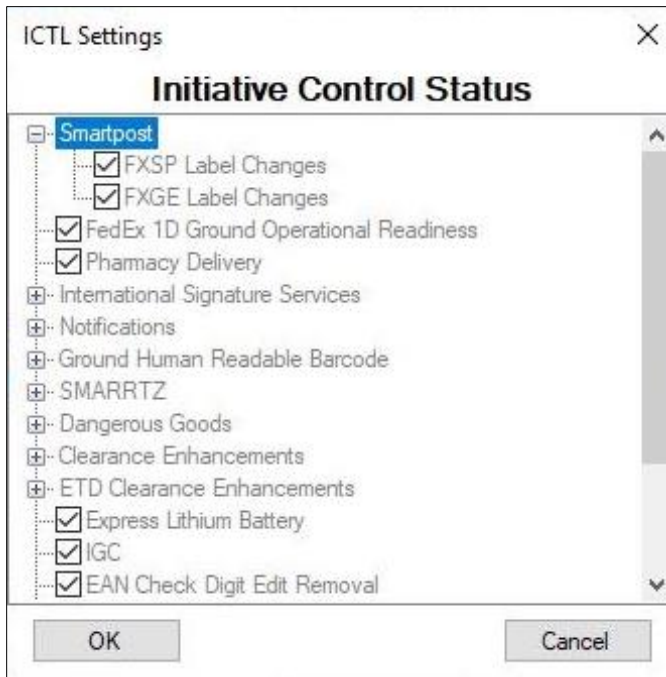 ICTL Settings
Initiative Control Status
Smartpost
FXSP Label Changes
FXGE Label Changes
FedEx 1D Ground Operational Readiness
Pharmacy Delivery
International Signature Services
Notifications
Ground Human Readable Barcode
SMARRTZ
Dangerous Goods
Clearance Enhancements
ETD Clearance Enhancements
Express Lithium Battery
IGC
EAN Check Digit Edit Removal
OK Cancel